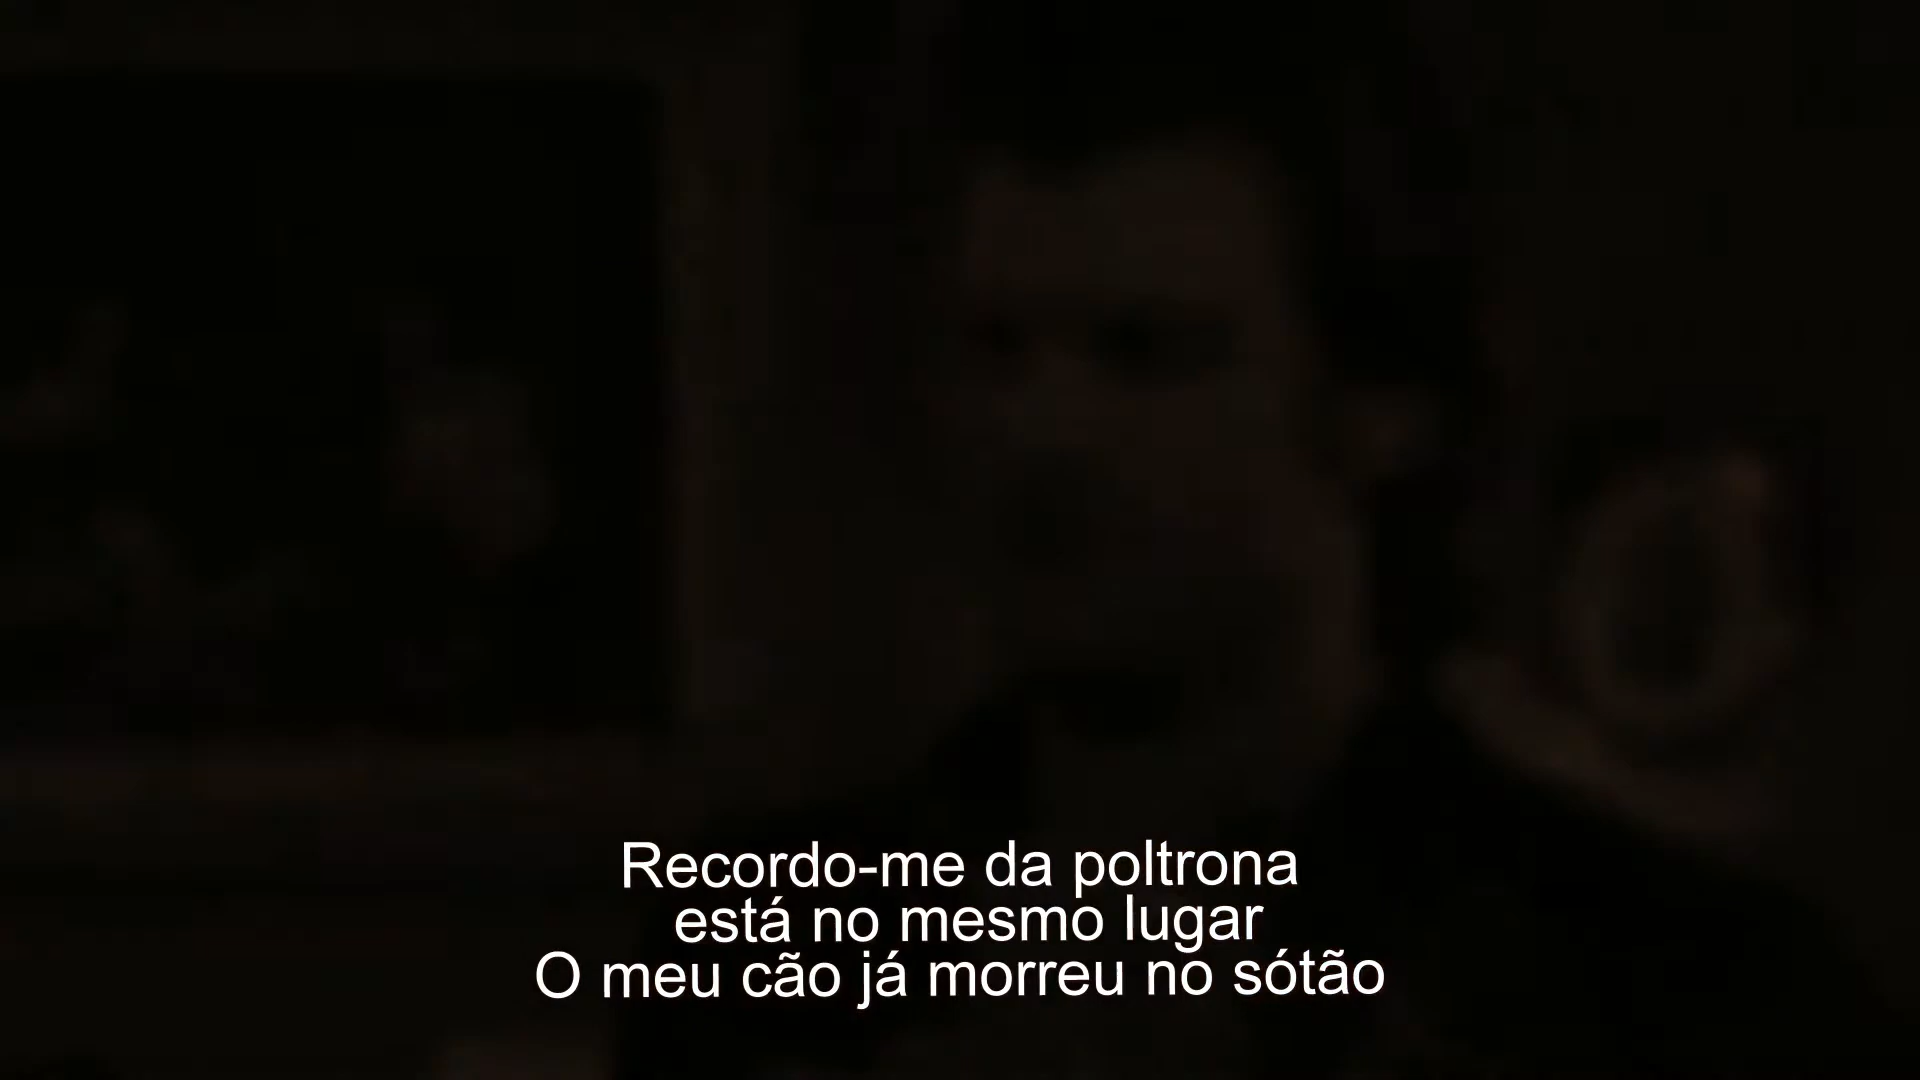 Recordo-me da poltrona
está no mesmo lugar
O meu cão já morreu no sótão